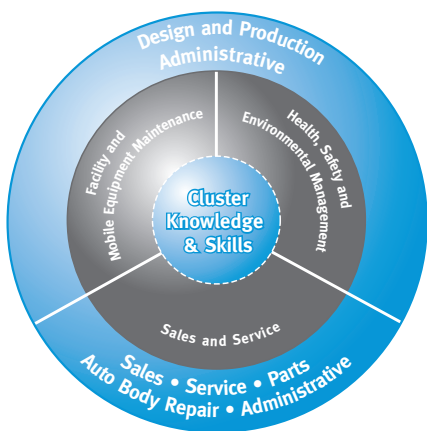 Design and Production
Administrative
Facility and
Mobile Equipment Maintenance
Health, Safety and
Environmental Management
Cluster
Knowledge
& Skills
Sales and Service
Sales • Service • Parts
Auto Body Repair • Administrative